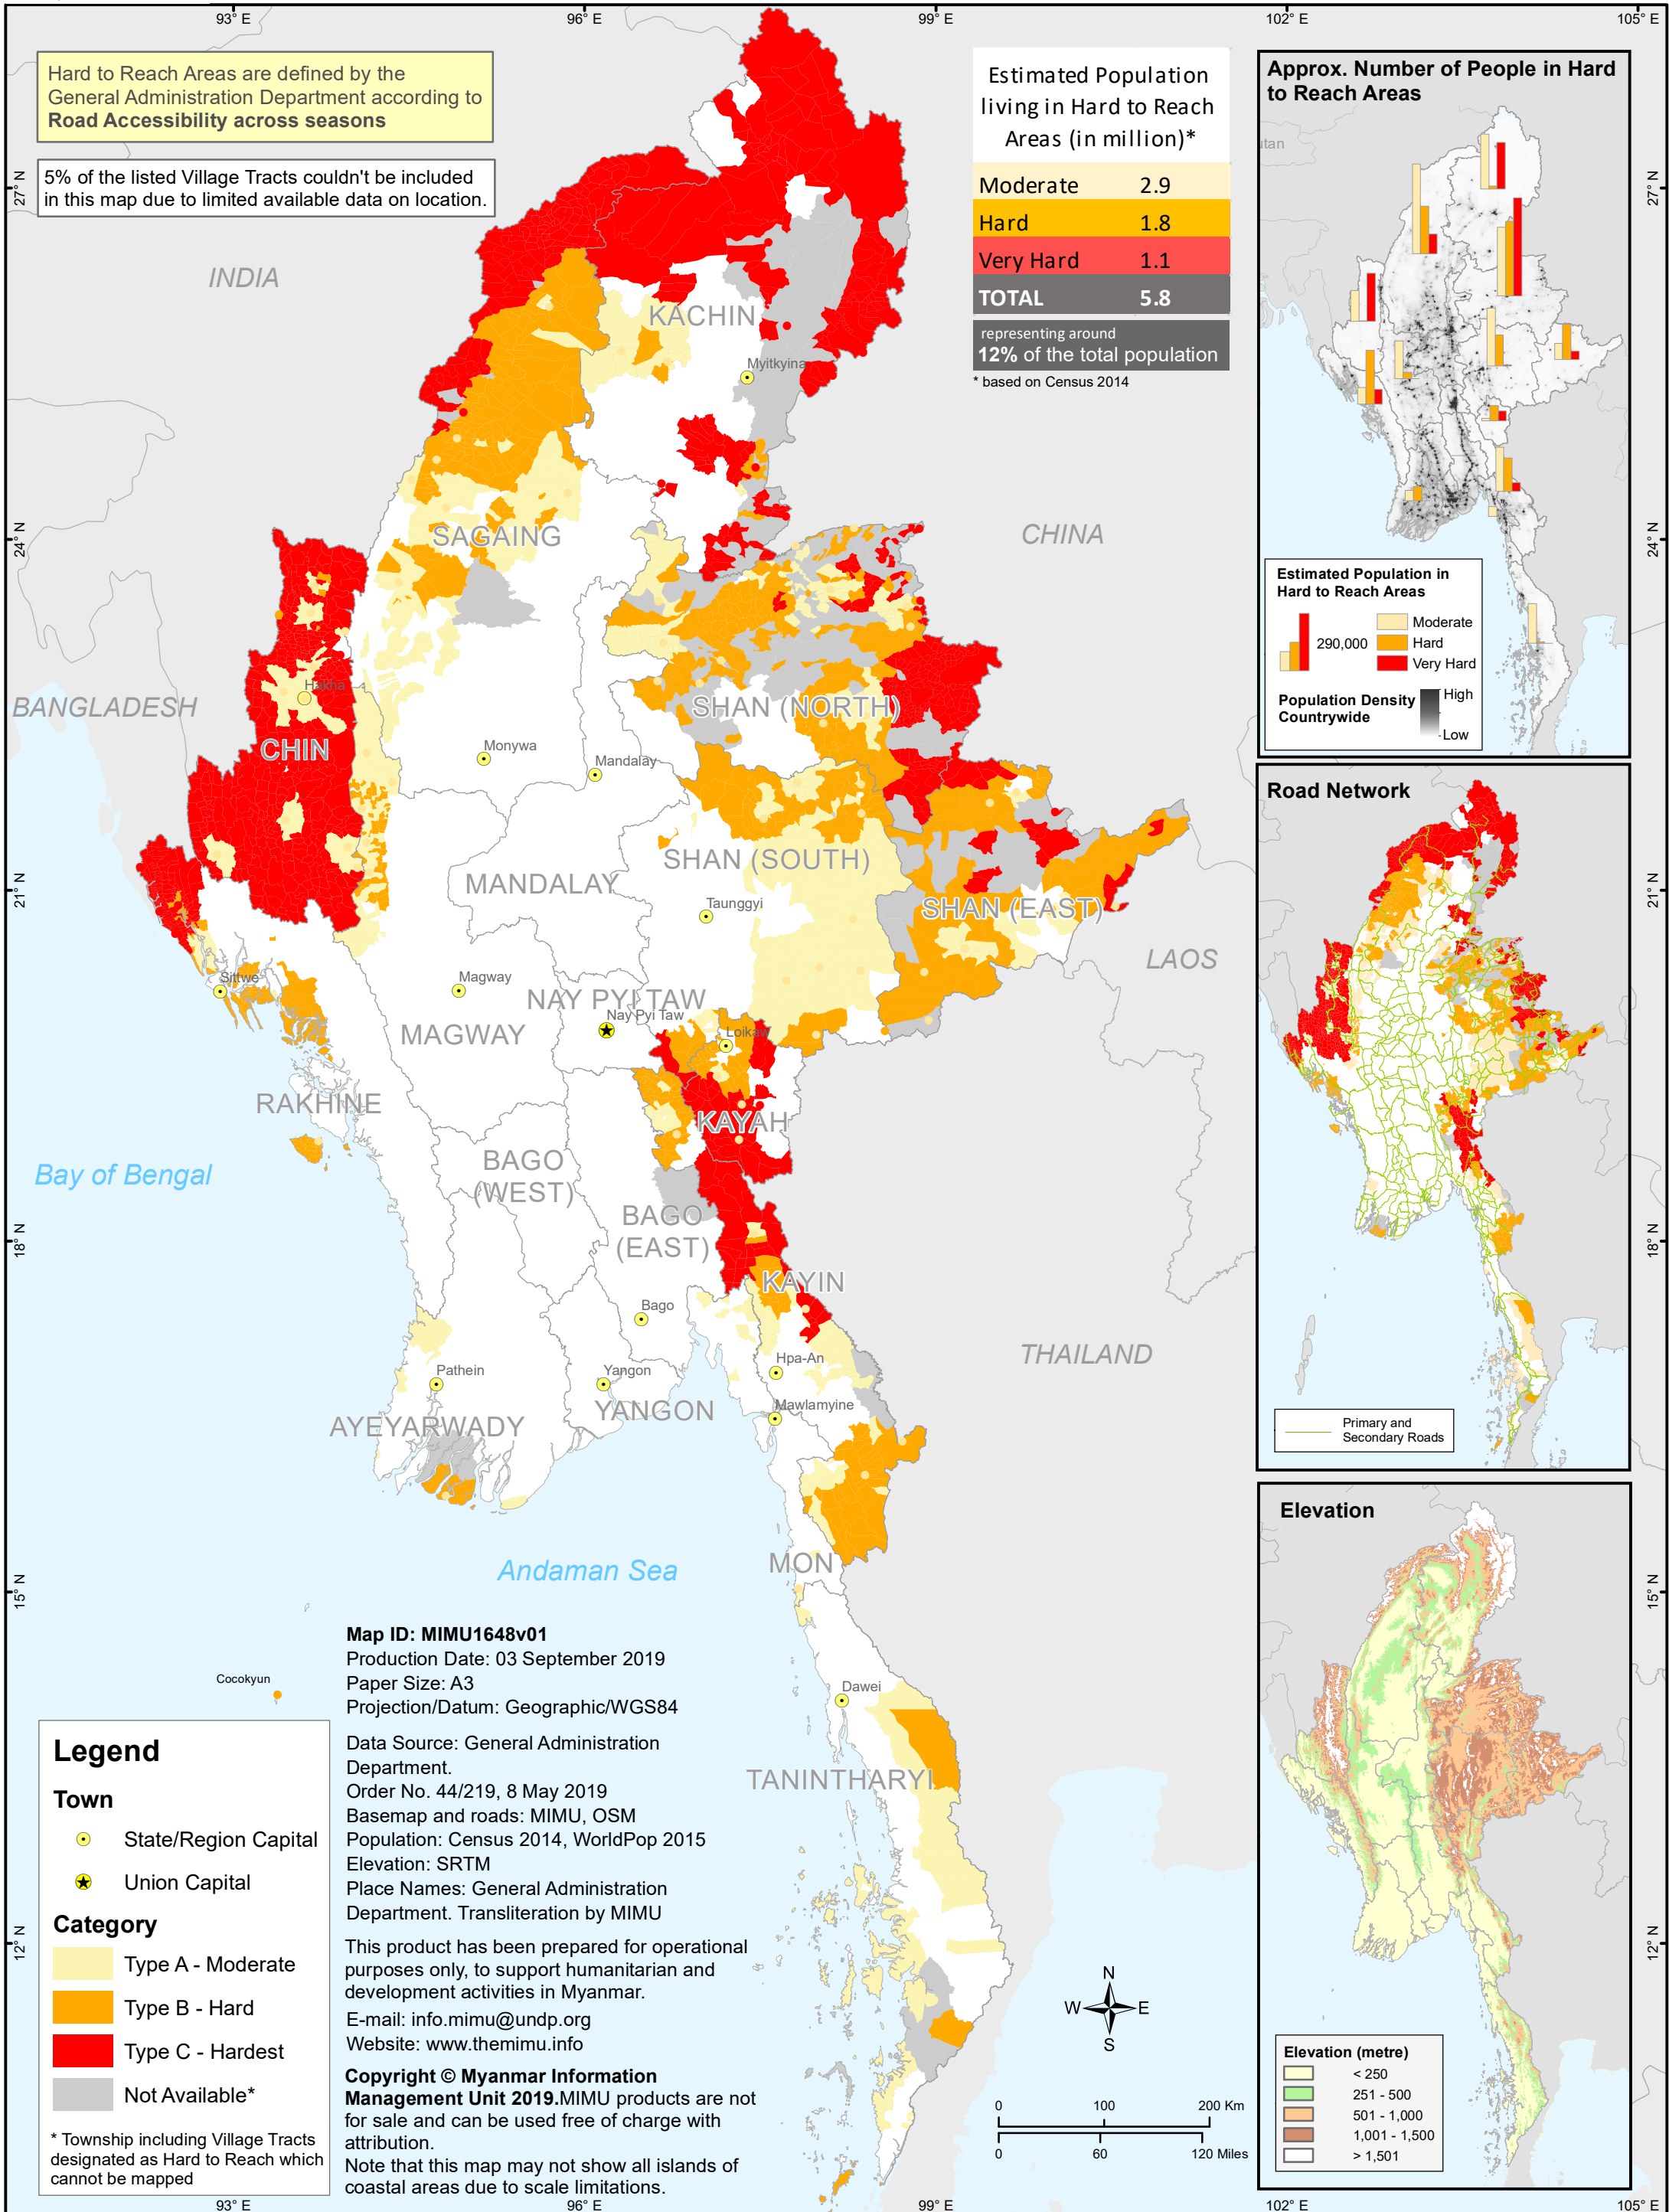 93° E
96° E
99° E
102° E
105° E
Hard to Reach Areas are defined by the
General Administration Department according to
Road Accessibility across seasons
5% of the listed Village Tracts couldn't be included
in this map due to limited available data on location.
Estimated Population
living in Hard to Reach
Areas (in million)*
Moderate 2.9
Hard 1.8
Very Hard 1.1
TOTAL 5.8
representing around
12% of the total population
* based on Census 2014
Approx. Number of People in Hard
to Reach Areas
utan
Estimated Population in
Hard to Reach Areas
290,000
Moderate
Hard
Very Hard
Population Density
Countrywide
High
Low
Road Network
Primary and
Secondary Roads
Elevation
Elevation (metre)
< 250
251 - 500
501 - 1,000
1,001 - 1,500
> 1,501
27° N
24° N
21° N
18° N
15° N
12° N
27° N
24° N
18° N
15° N
12° N
INDIA
KACHIN
Myitkyina
SAGAING
CHINA
BANGLADESH
Hakha
CHIN
SHAN (NORTH)
Monywa
Mandalay
SHAN (SOUTH)
MANDALAY
Taunggyi
SHAN (EAST)
LAOS
Sittwe
Magway
NAY PYI TAW
Nay Pyi Taw
MAGWAY
Loikaw
RAKHINE
KAYAH
Bay of Bengal
BAGO
(WEST)
BAGO
(EAST)
KAYIN
Bago
THAILAND
Hpa-An
Pathein
Yangon
Mawlamyine
YANGON
AYEYARWADY
MON
Andaman Sea
Cocokyun
Dawei
TANINTHARYI
Map ID: MIMU1648v01
Production Date: 03 September 2019
Paper Size: A3
Projection/Datum: Geographic/WGS84
Data Source: General Administration
Department.
Order No. 44/219, 8 May 2019
Basemap and roads: MIMU, OSM
Population: Census 2014, WorldPop 2015
Elevation: SRTM
Place Names: General Administration
Department. Transliteration by MIMU
This product has been prepared for operational
purposes only, to support humanitarian and
development activities in Myanmar.
E-mail: info.mimu@undp.org
Website: www.themimu.info
Copyright © Myanmar Information
Management Unit 2019.MIMU products are not
for sale and can be used free of charge with
attribution.
Note that this map may not show all islands of
coastal areas due to scale limitations.
Legend
Town
State/Region Capital
Union Capital
Category
Type A - Moderate
Type B - Hard
Type C - Hardest
Not Available*
* Township including Village Tracts
designated as Hard to Reach which
cannot be mapped
N
W E
S
0 100 200 Km
0 60 120 Miles
93° E
96° E
99° E
102° E
105° E